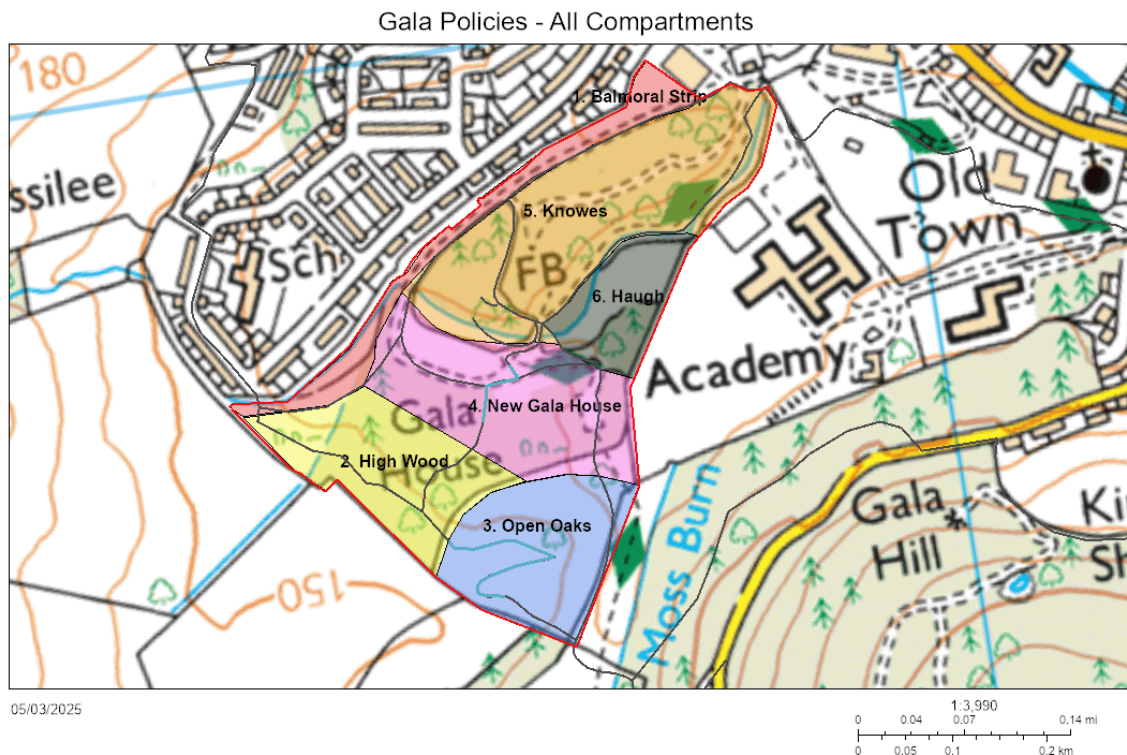 Gala Policies - All Compartments
180
1. Balmoral Strip
ssilee
Old
Town
Sch
5. Knowes
FB
6. Haugh
Academy
4. New Gala House
Gala
House
2. High Wood
3. Open Oaks
Moss Burn
Gala
Hill
Ki
Sh
150
05/03/2025
1:3,990
0 0.04 0.07 0.14 mi
0 0.05 0.1 0.2 km